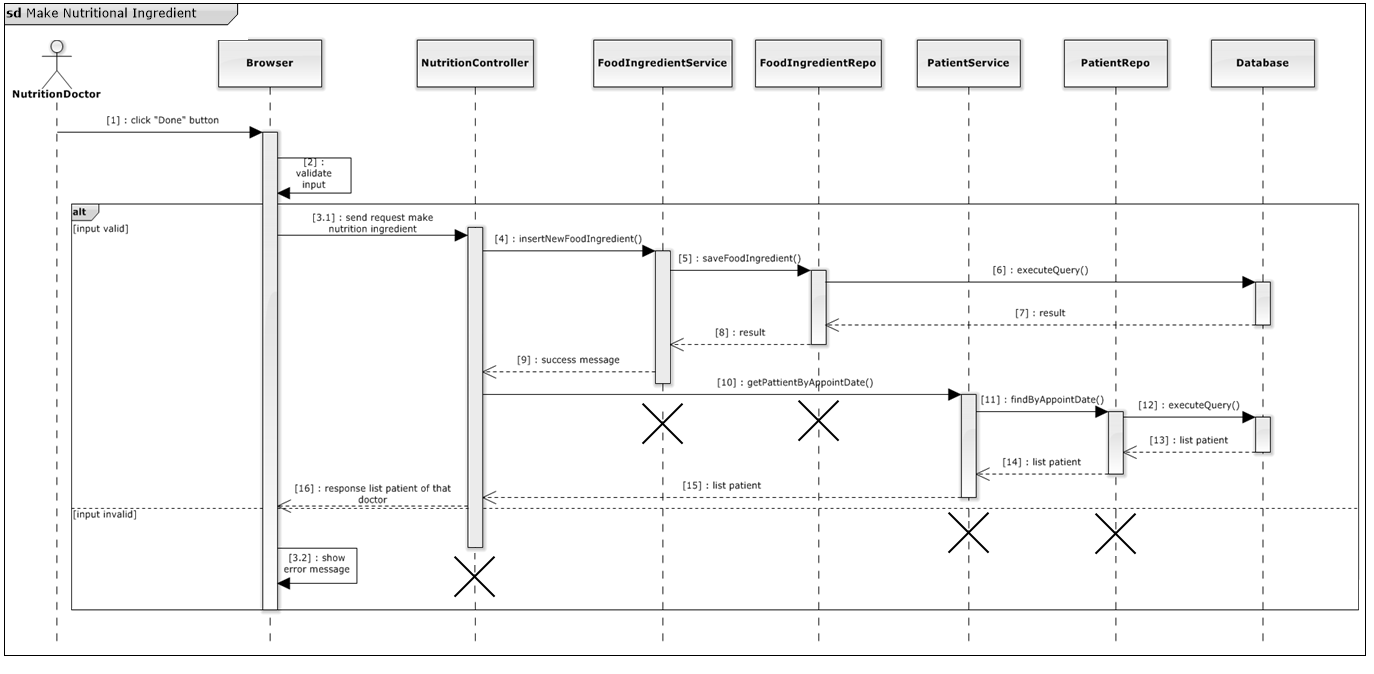 sd Make Nutritional Ingredient
NutritionDoctor
Browser
NutritionController
FoodIngredientService
FoodIngredientRepo
PatientService
PatientRepo
Database
[1] : click "Done" button
[2] :
validate
input
alt
[input valid]
[3.1] : send request make
nutrition ingredient
[4] : insertNewFoodIngredient()
[5] : saveFoodIngredient()
[6] : executeQuery()
[7] : result
[8] : result
[9] : success message
[10] : getPattientByAppointDate()
[11] : findByAppointDate()
[12] : executeQuery()
[13] : list patient
[14] : list patient
[15] : list patient
[16] : response list patient of that
doctor
[input invalid]
[3.2] : show
error message